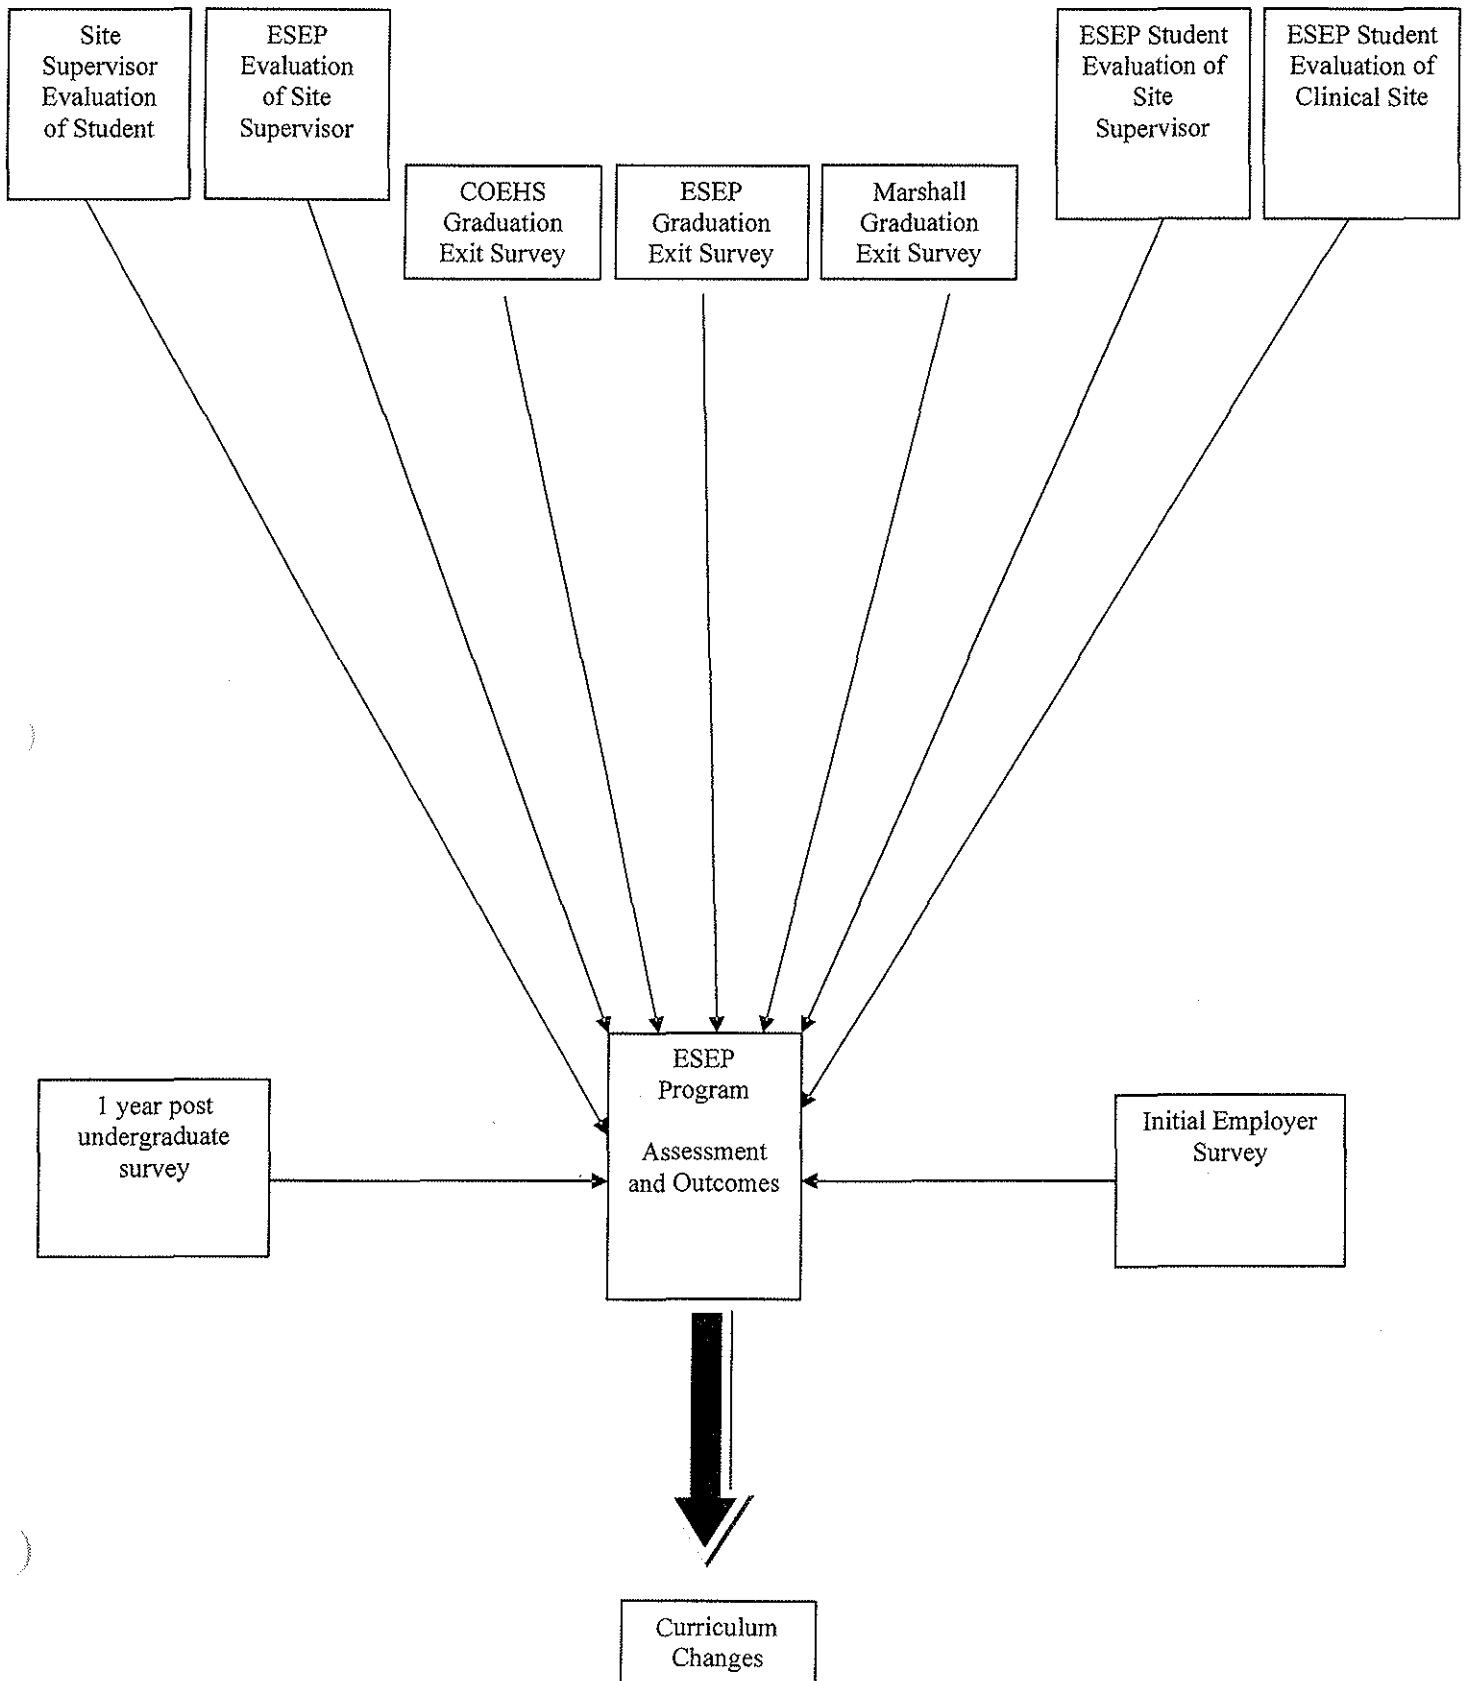 Site
Supervisor
Evaluation
of Student
ESEP
Evaluation
of Site
Supervisor
ESEP Student
Evaluation of
Site
Supervisor
ESEP Student
Evaluation of
Clinical Site
COEHS
Graduation
Exit Survey
ESEP
Graduation
Exit Survey
Marshall
Graduation
Exit Survey
1 year post
undergraduate
survey
ESEP
Program
Assessment
and Outcomes
Initial Employer
Survey
Curriculum
Changes